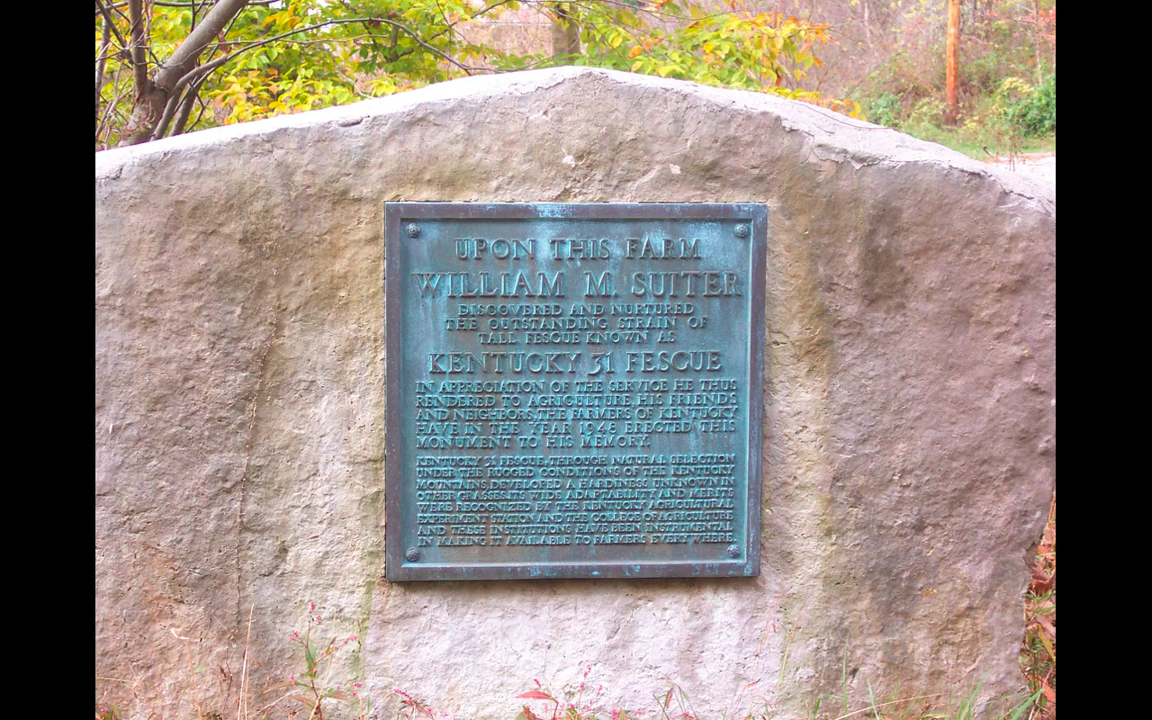 UPON THIS FARM
WILLIAM M. SUITER
DISCOVERED AND NURTURED
THE OUTSTANDING STRAIN OF
TALL FESCUE KNOWN AS
KENTUCKY 31 FESCUE
IN APPRECIATION OF THE SERVICE HE THUS
RENDERED TO AGRICULTURE, HIS FRIENDS
AND NEIGHBORS, THE FARMERS OF KENTUCKY
HAVE IN THE YEAR 1948 ERECTED THIS
MONUMENT TO HIS MEMORY.
KENTUCKY 31 FESCUE, THROUGH NATURAL SELECTION
UNDER THE RUGGED CONDITIONS OF THE KENTUCKY
MOUNTAINS, DEVELOPED A HARDINESS UNKNOWN IN
OTHER GRASSES. ITS WIDE ADAPTABILITY AND MERITS
WERE RECOGNIZED BY THE KENTUCKY AGRICULTURAL
EXPERIMENT STATION AND THE COLLEGE OF AGRICULTURE
AND THESE INSTITUTIONS HAVE BEEN INSTRUMENTAL
IN MAKING IT AVAILABLE TO FARMERS EVERYWHERE.